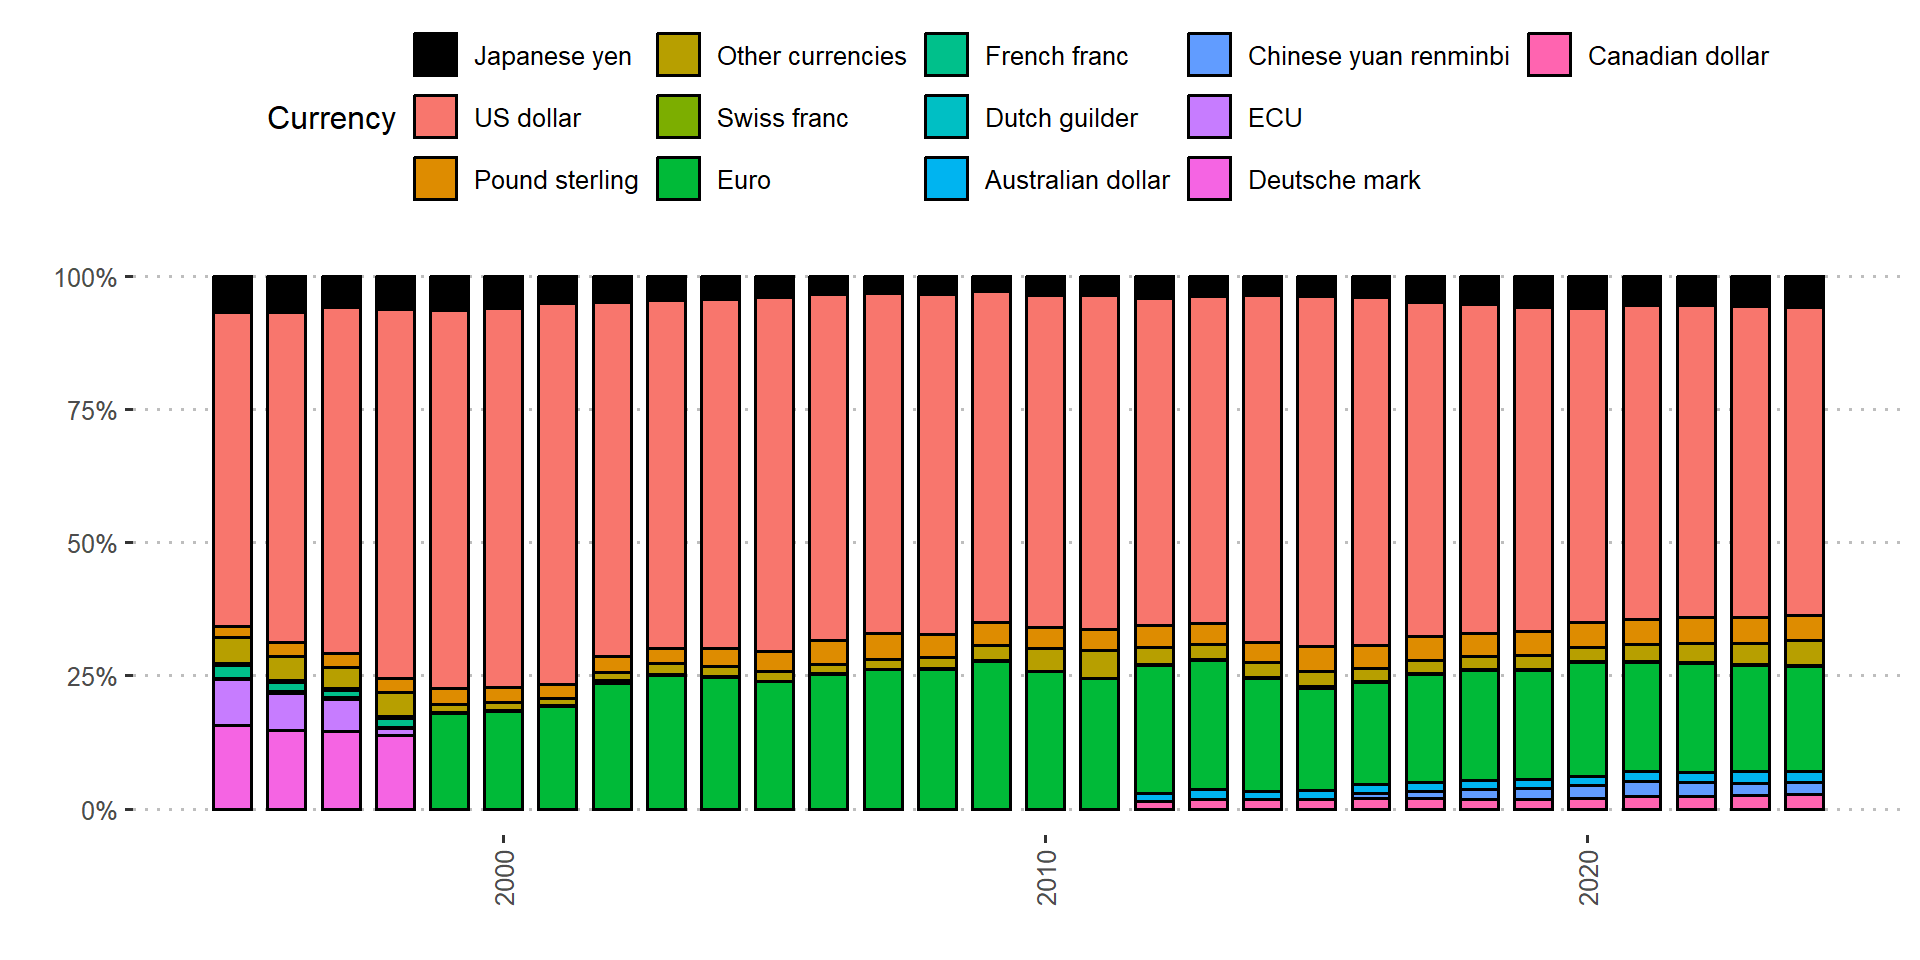 Currency
Japanese yen
US dollar
Pound sterling
Other currencies
Swiss franc
Euro
French franc
Dutch guilder
Australian dollar
Chinese yuan renminbi
ECU
Deutsche mark
Canadian dollar
100%
75%
50%
25%
0%
2000
2010
2020